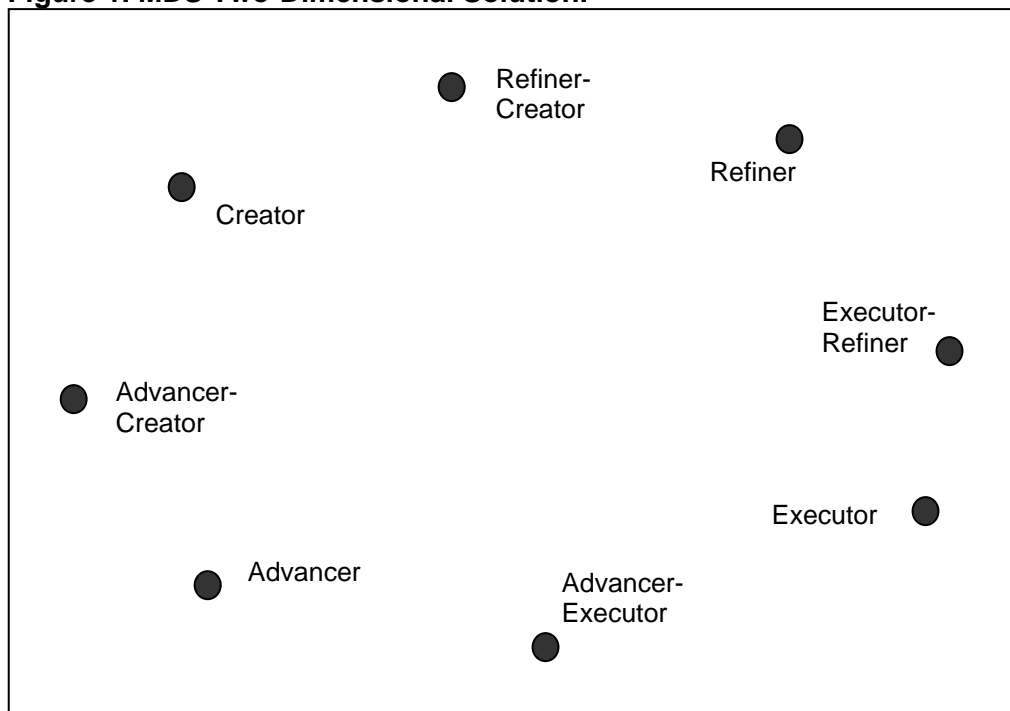 Figure 1: MDS Two-Dimensional Solution.
Refiner-
Creator
Refiner
Creator
Executor-
Refiner
Advancer-
Creator
Executor
Advancer
Advancer-
Executor